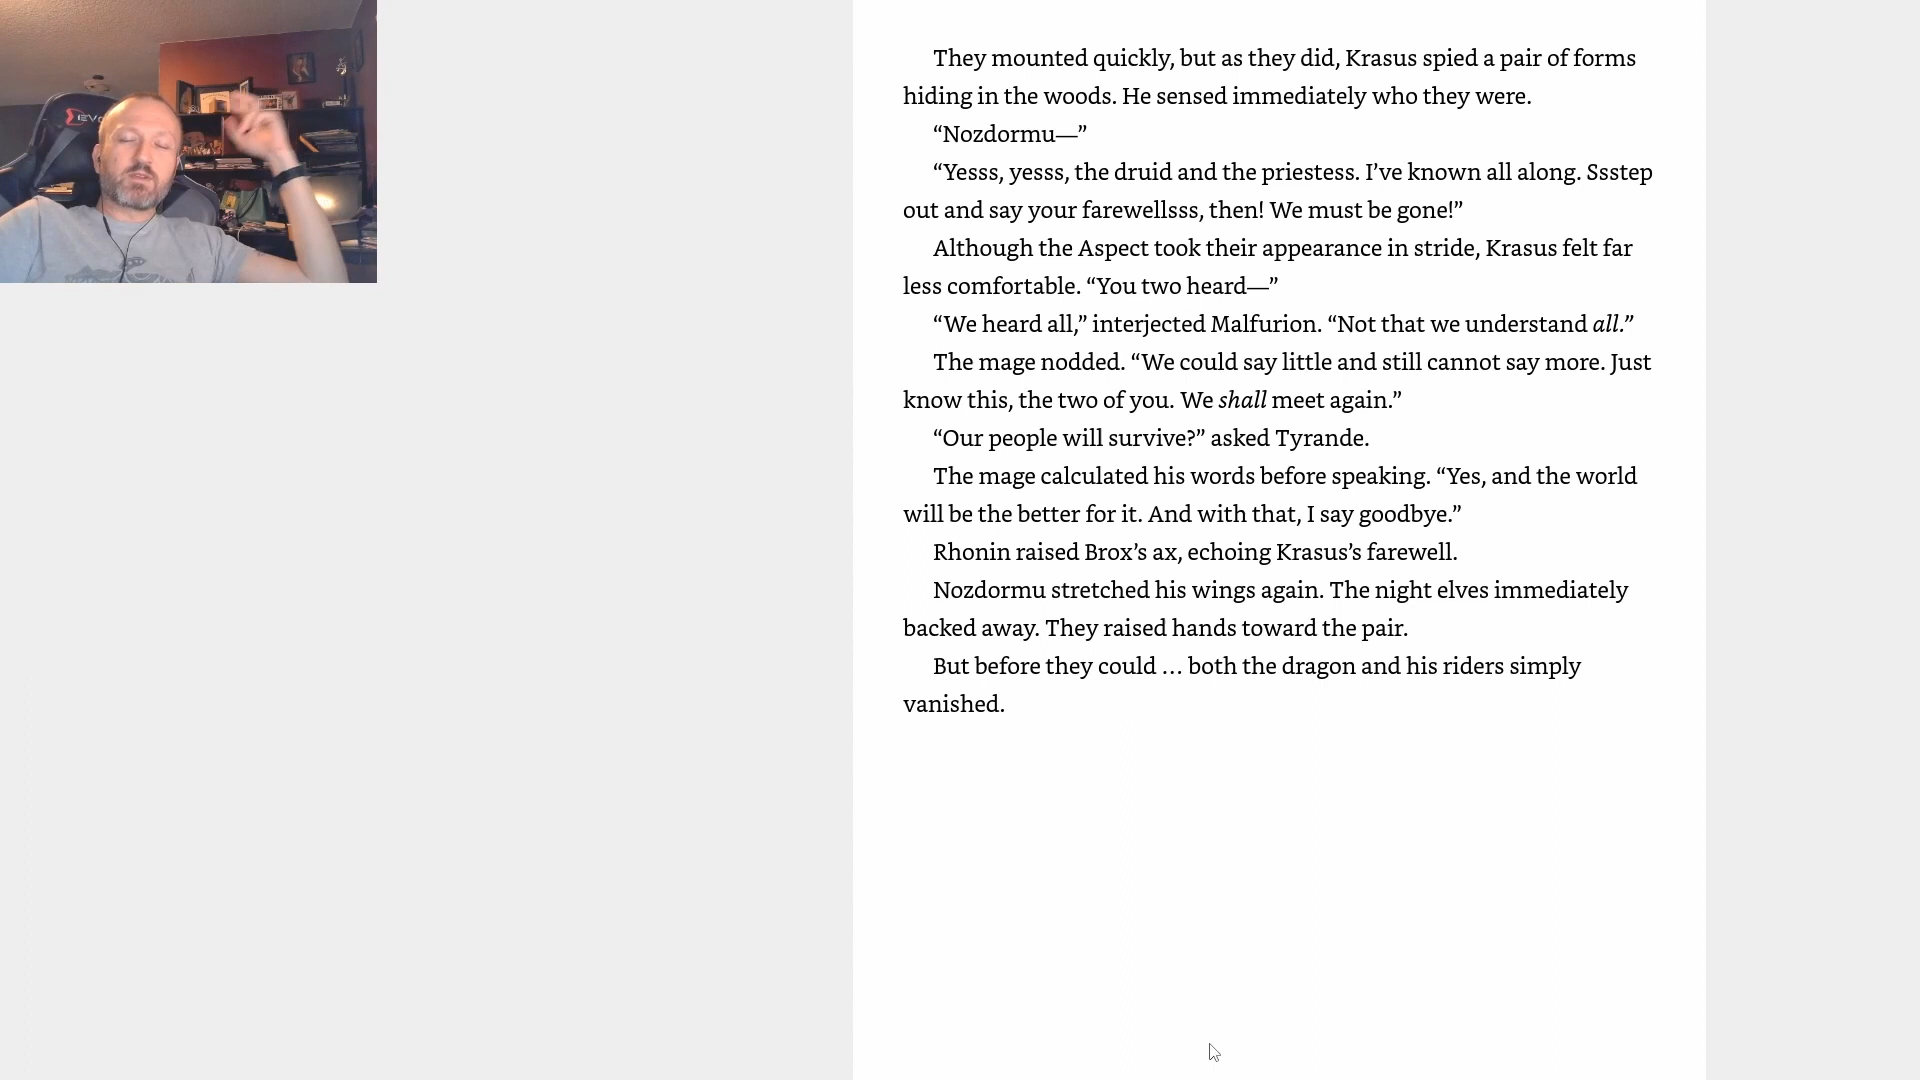 They mounted quickly, but as they did, Krasus spied a pair of forms
hiding in the woods. He sensed immediately who they were.
“Nozdormu—”
“Yesss, yesss, the druid and the priestess. I’ve known all along. Ssstep
out and say your farewellsss, then! We must be gone!”
Although the Aspect took their appearance in stride, Krasus felt far
less comfortable. “You two heard—”
“We heard all,” interjected Malfurion. “Not that we understand all.”
The mage nodded. “We could say little and still cannot say more. Just
know this, the two of you. We shall meet again.”
“Our people will survive?” asked Tyrande.
The mage calculated his words before speaking. “Yes, and the world
will be the better for it. And with that, I say goodbye.”
Rhonin raised Brox’s ax, echoing Krasus’s farewell.
Nozdormu stretched his wings again. The night elves immediately
backed away. They raised hands toward the pair.
But before they could … both the dragon and his riders simply
vanished.